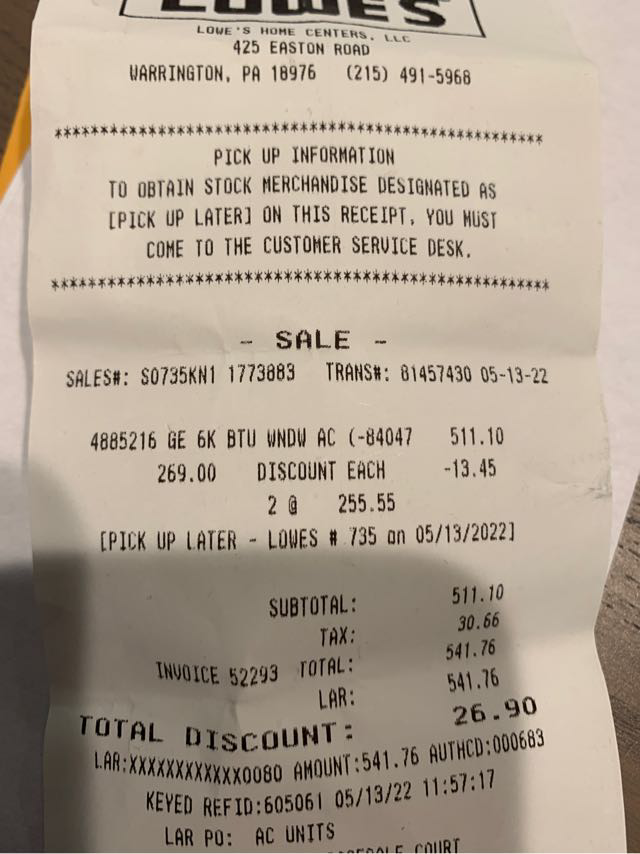 LOWE'S
LOWE'S HOME CENTERS, LLC
425 EASTON ROAD
WARRINGTON, PA 18976 (215) 491-5968
******************************************************
PICK UP INFORMATION
TO OBTAIN STOCK MERCHANDISE DESIGNATED AS
[PICK UP LATER] ON THIS RECEIPT, YOU MUST
COME TO THE CUSTOMER SERVICE DESK.
******************************************************
- SALE -
SALES#: S0735KN1 1773883 TRANS#: 81457430 05-13-22
4885216 GE 6K BTU WNDW AC (-84047 511.10
269.00 DISCOUNT EACH -13.45
2 @ 255.55
[PICK UP LATER - LOWES # 735 on 05/13/2022]
SUBTOTAL: 511.10
TAX: 30.66
INVOICE 52293 TOTAL: 541.76
LAR: 541.76
TOTAL DISCOUNT: 26.90
LAR:XXXXXXXXXXXX0080 AMOUNT:541.76 AUTHCD:000683
KEYED REFID:605061 05/13/22 11:57:17
LAR PO: AC UNITS
COURT